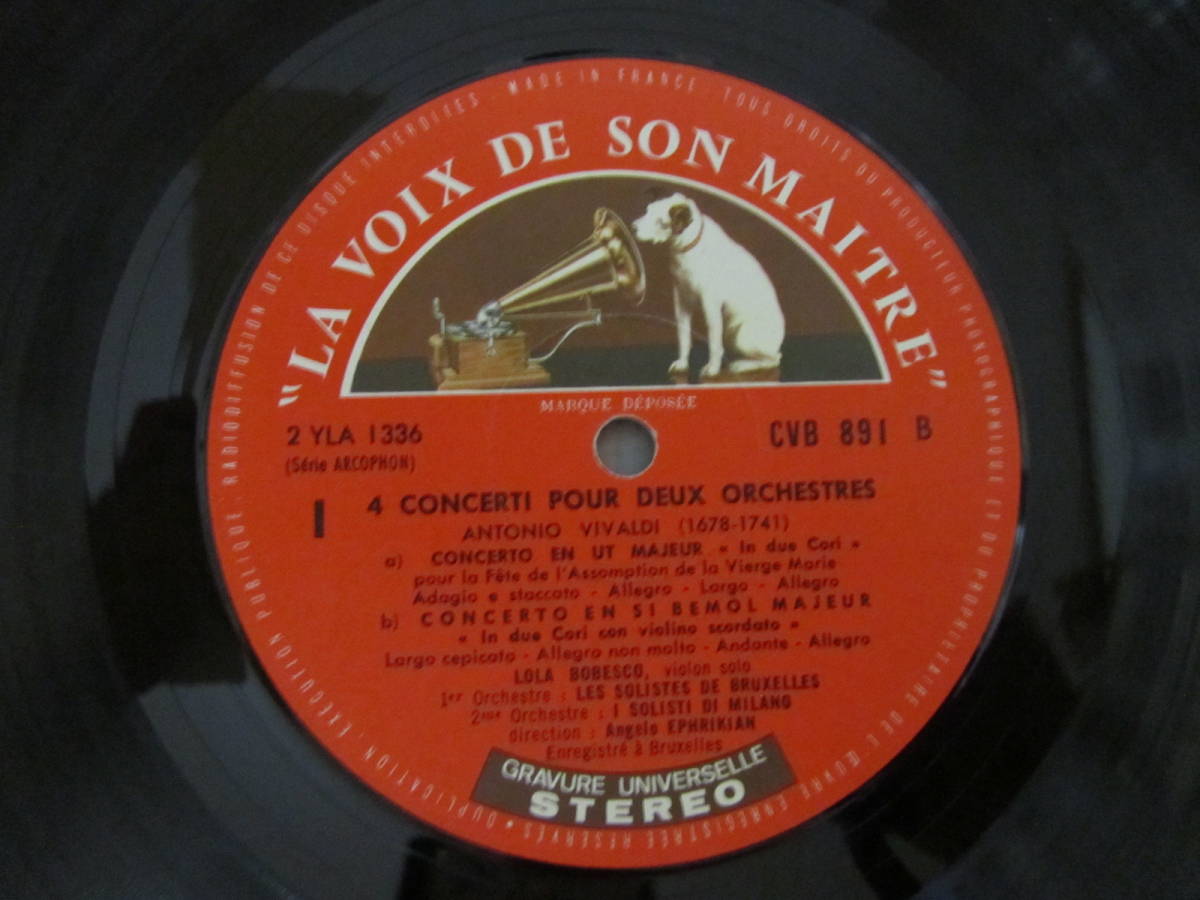 DUPLICATION, EXÉCUTION PUBLIQUE, RADIODIFFUSION DE CE DISQUE INTERDITES · MADE IN FRANCE · TOUS DROITS DU PRODUCTEUR PHONOGRAPHIQUE ET DU PROPRIÉTAIRE DE L'ŒUVRE ENREGISTRÉE RÉSERVÉS ·
"LA VOIX DE SON MAITRE"
MARQUE DÉPOSÉE
2 YLA 1336
CVB 891 B
(Série ARCOPHON)
I
4 CONCERTI POUR DEUX ORCHESTRES
ANTONIO VIVALDI (1678-1741)
a) CONCERTO EN UT MAJEUR « In due Cori »
pour la Fête de l'Assomption de la Vierge Marie
Adagio e staccato - Allegro - Largo - Allegro
b) CONCERTO EN SI BEMOL MAJEUR
« In due Cori con violino scordato »
Largo cepicato - Allegro non molto - Andante - Allegro
LOLA BOBESCO, violon solo
1er Orchestre : LES SOLISTES DE BRUXELLES
2me Orchestre : I SOLISTI DI MILANO
direction : Angelo EPHRIKIAN
Enregistré à Bruxelles
GRAVURE UNIVERSELLE
STEREO